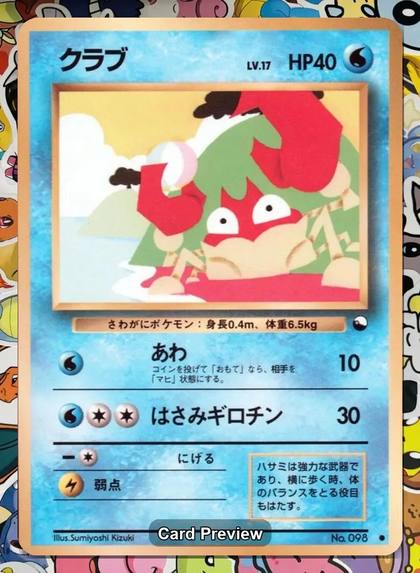 クラブ LV.17 HP40
さわがにポケモン：身長0.4m、体重6.5kg
あわ 10
コインを投げて「おもて」なら、相手を
「マヒ」状態にする。
はさみギロチン 30
にげる
弱点
ハサミは強力な武器で
あり、横に歩く時、体
のバランスをとる役目
もはたす。
Illus.Sumiyoshi Kizuki No. 098
Card Preview